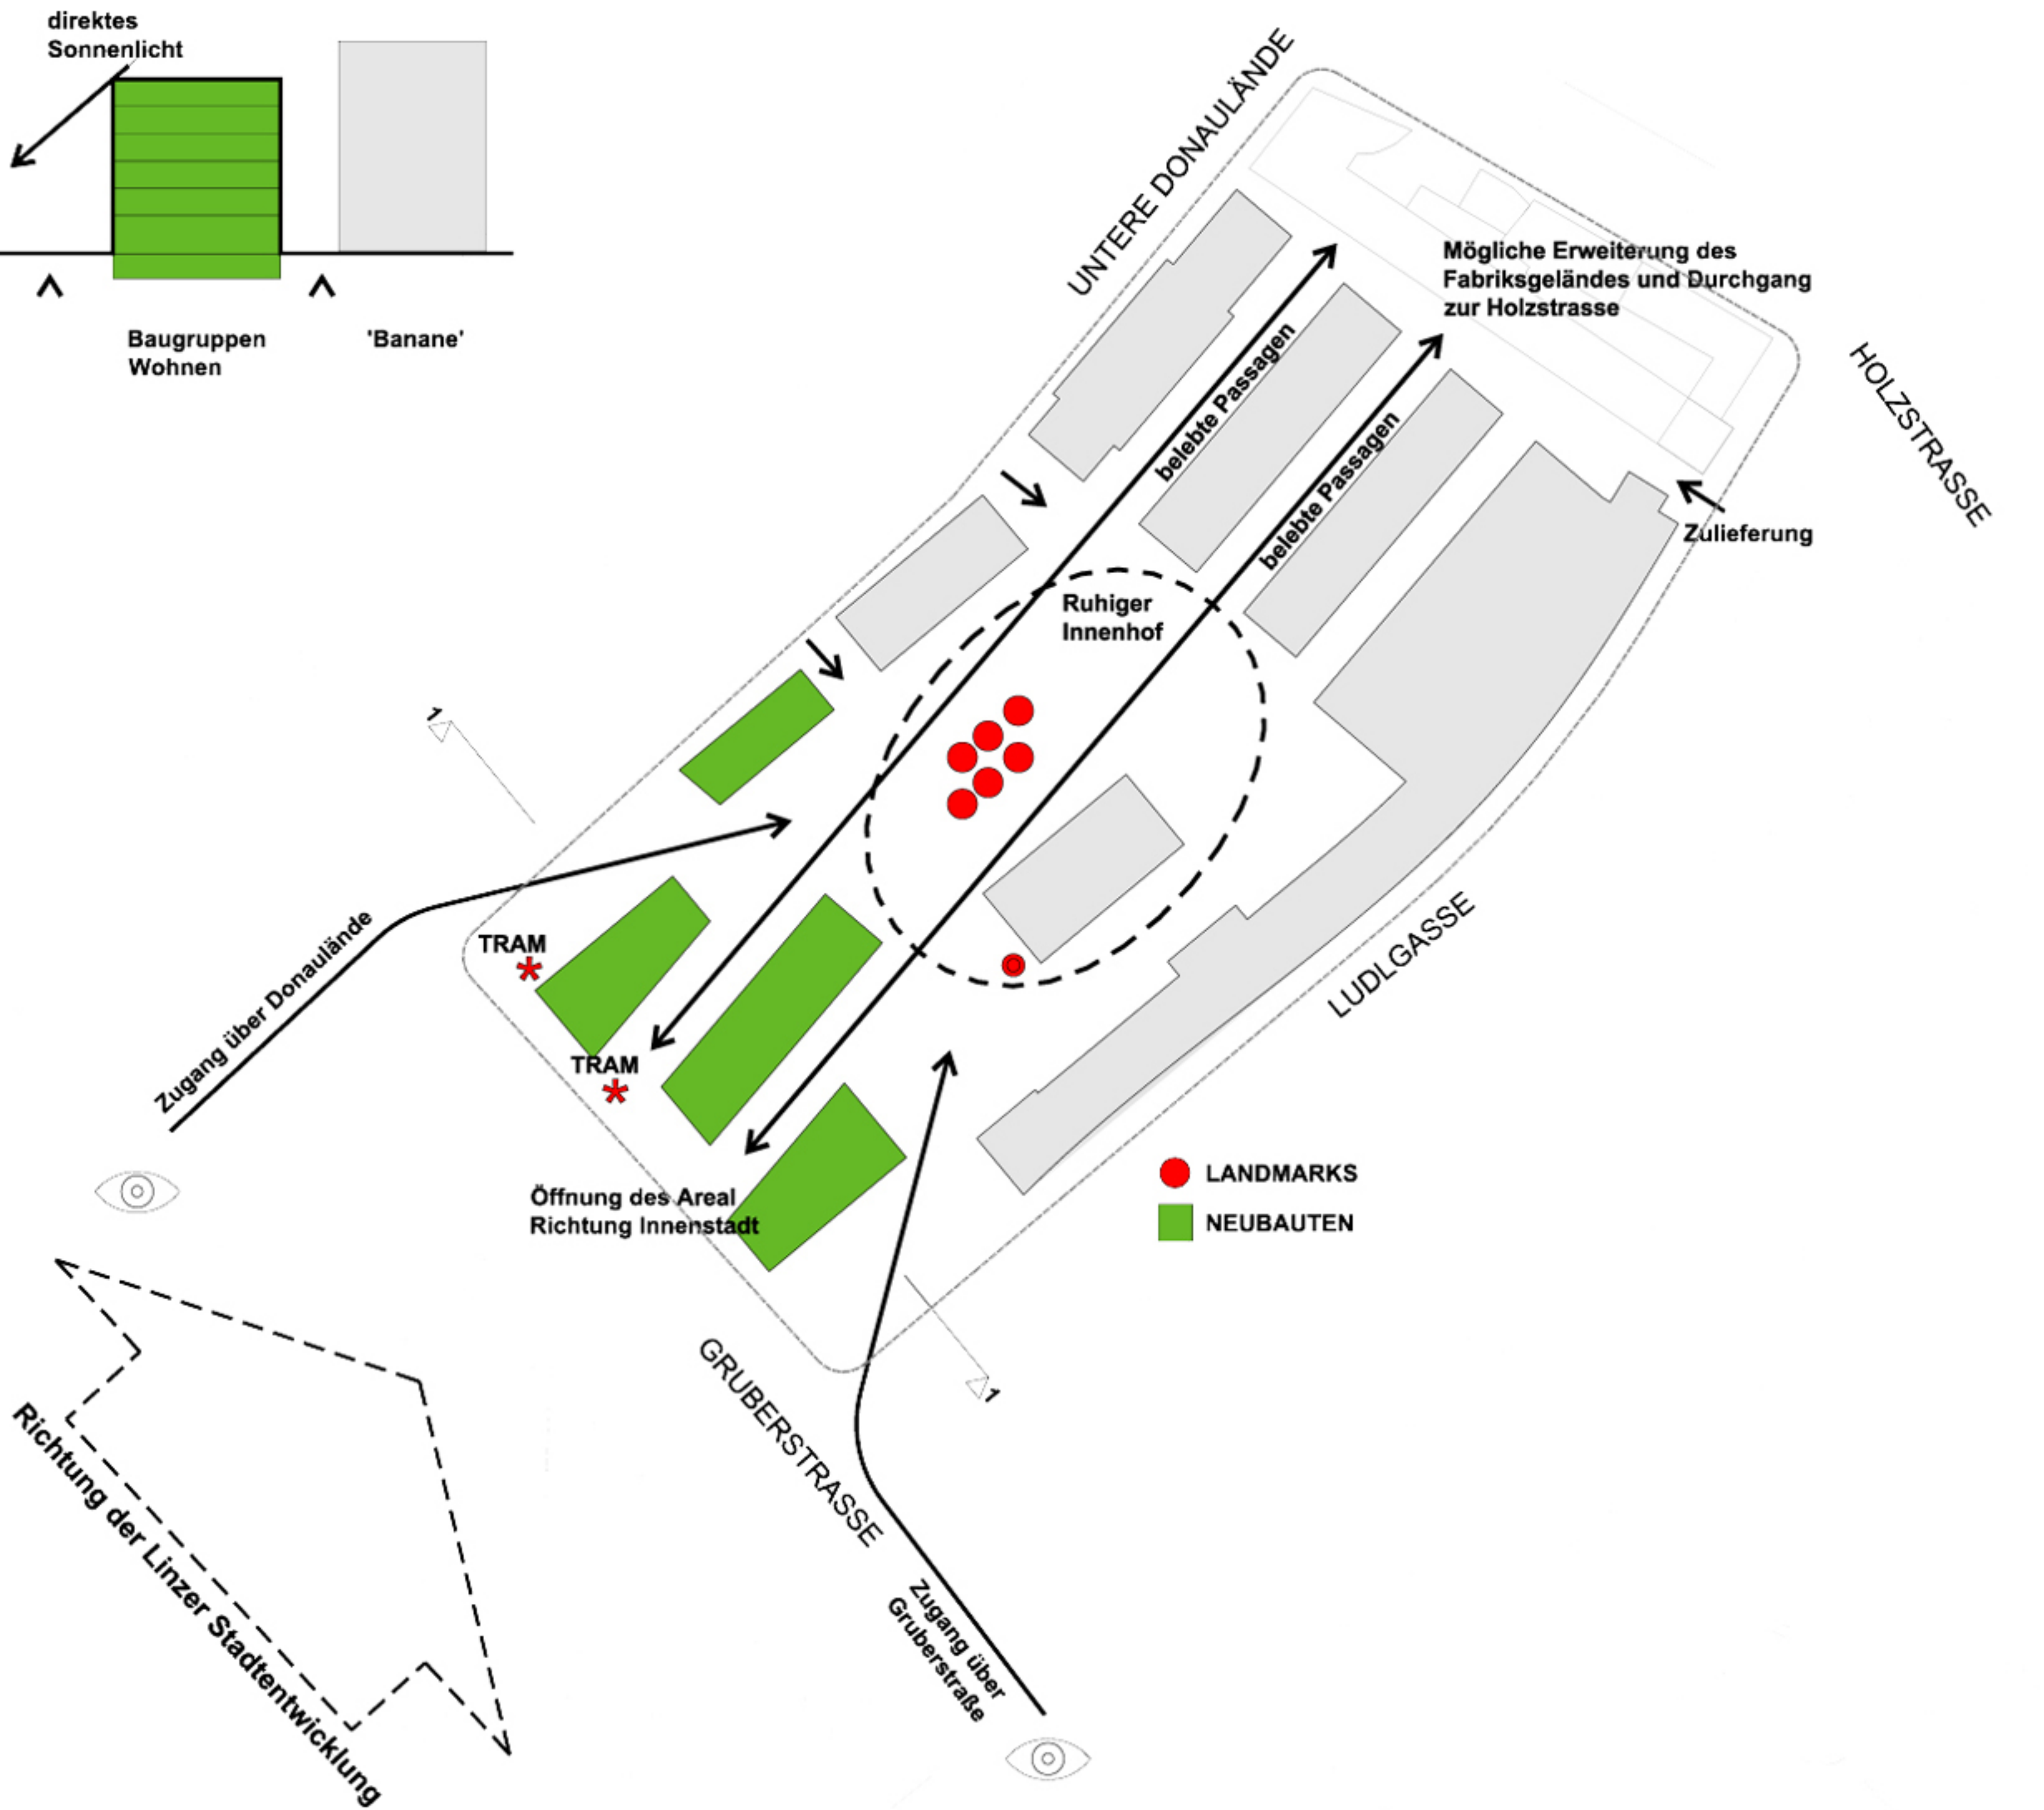 direktes
Sonnenlicht
Baugruppen
Wohnen
'Banane'
UNTERE DONAULÄNDE
Mögliche Erweiterung des
Fabriksgeländes und Durchgang
zur Holzstrasse
HOLZSTRASSE
belebte Passagen
belebte Passagen
Zulieferung
Ruhiger
Innenhof
1
Zugang über Donaulände
TRAM
*
TRAM
*
LUDLGASSE
Öffnung des Areal
Richtung Innenstadt
LANDMARKS
NEUBAUTEN
GRUBERSTRASSE
1
Zugang über
Gruberstraße
Richtung der Linzer Stadtentwicklung